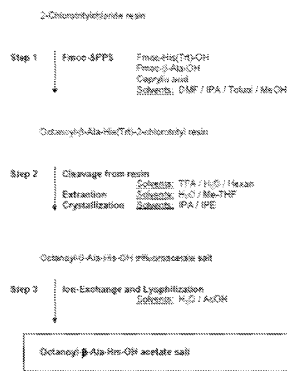 2-Chlorotritylchloride resin
Step 1 Fmoc-SPPS Fmoc-His(Trt)-OH
Fmoc-β-Ala-OH
Caprylic acid
Solvents: DMF / IPA / Toluol / MeOH
Octanoyl-β-Ala-His(Trt)-2-chlorotrityl resin
Step 2 Cleavage from resin
Solvents: TFA / H₂O / Hexan
Extraction Solvents: H₂O / Me-THF
Crystallization Solvents: IPA / IPE
Octanoyl-β-Ala-His-OH trifluoroacetate salt
Step 3 Ion-Exchange and Lyophilization
Solvents: H₂O / AcOH
Octanoyl-β-Ala-His-OH acetate salt